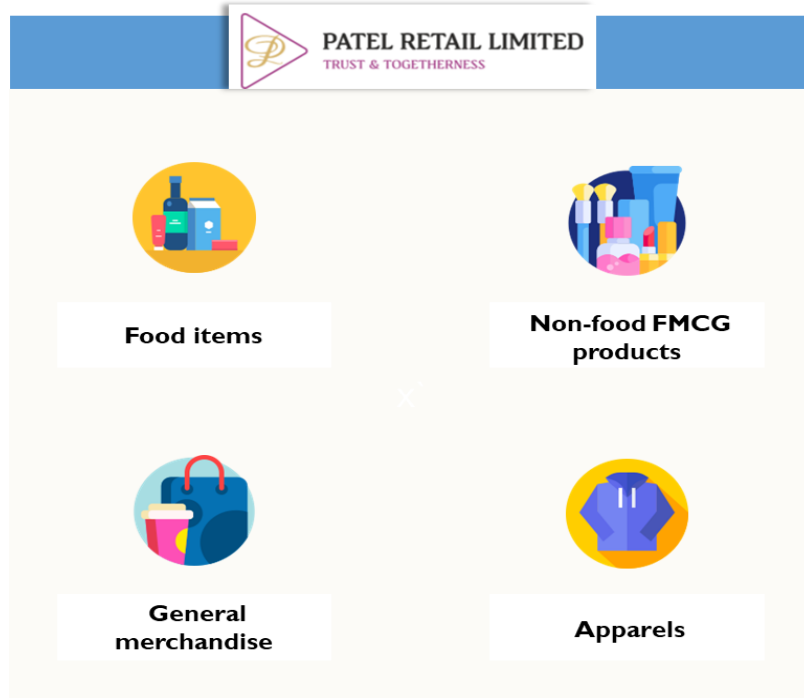 PATEL RETAIL LIMITED
TRUST & TOGETHERNESS
Food items
Non-food FMCG
products
x
General
merchandise
Apparels